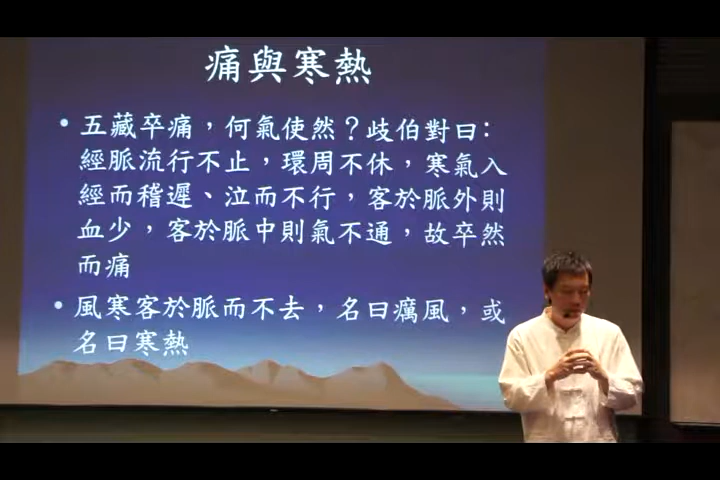 痛與寒熱
• 五藏卒痛，何氣使然？歧伯對曰：
經脈流行不止，環周不休，寒氣入
經而稽遲、泣而不行，客於脈外則
血少，客於脈中則氣不通，故卒然
而痛
• 風寒客於脈而不去，名曰癘風，或
名曰寒熱